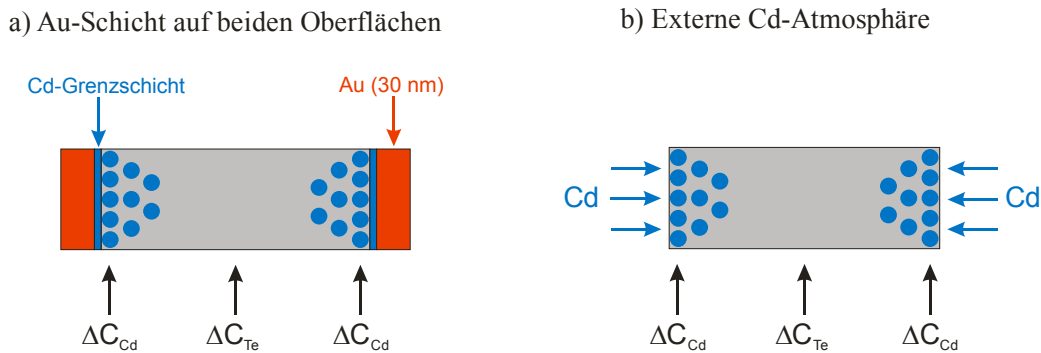 a) Au-Schicht auf beiden Oberflächen
b) Externe Cd-Atmosphäre
Cd-Grenzschicht
Au (30 nm)
Cd
Cd
ΔC_Cd
ΔC_Te
ΔC_Cd
ΔC_Cd
ΔC_Te
ΔC_Cd